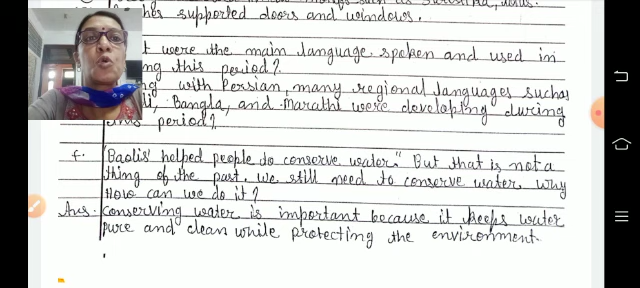 supported doors and windows.
t were the main language spoken and used in
ng this period?
ng with Persian, many regional languages such as
li, Bangla, and Marathi were developing during
this period?
f. "Baolis" helped people to conserve water." But that is not a
thing of the past. we still need to conserve water. why
How can we do it?
Ans. Conserving water is important because it keeps water
pure and clean while protecting the environment.